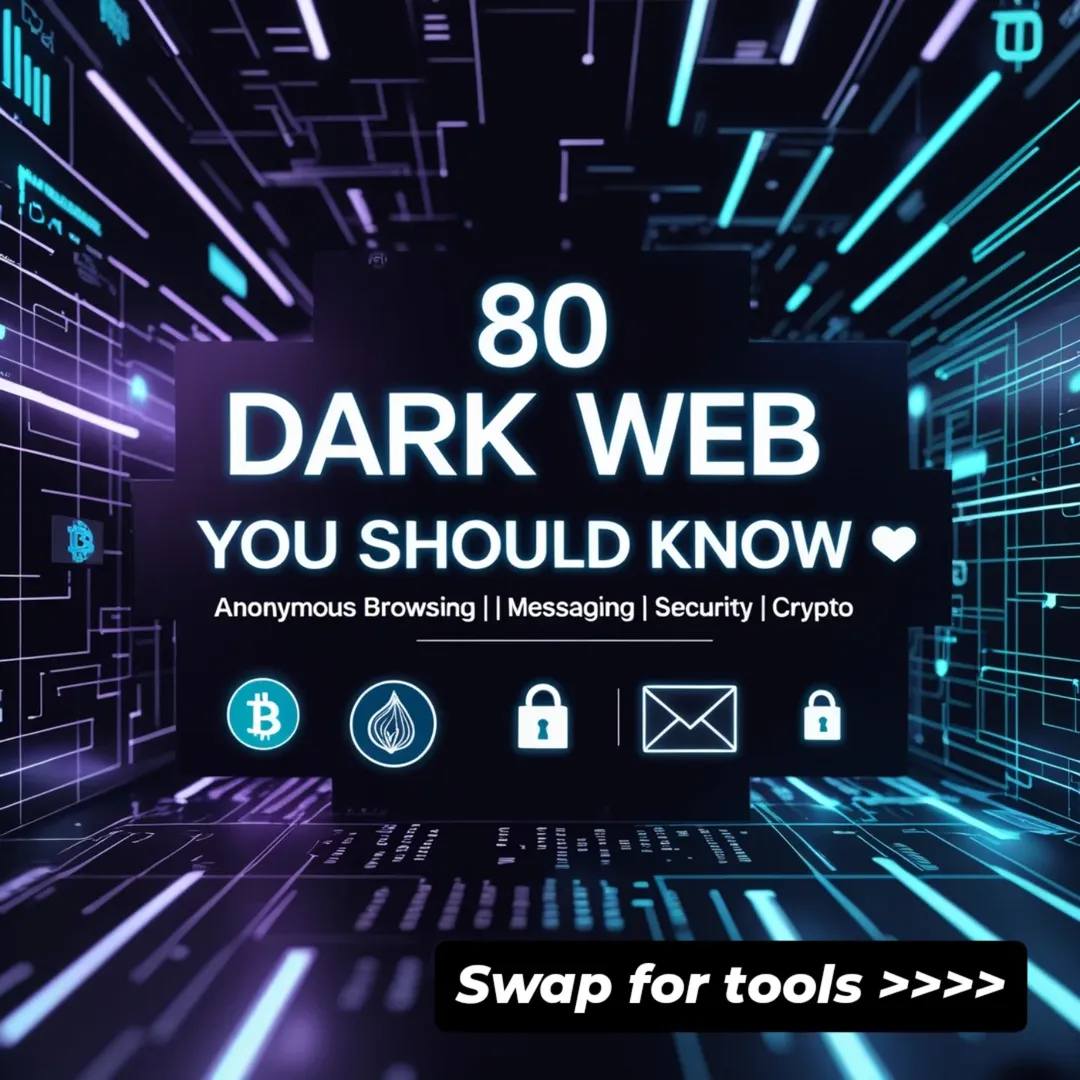 80
DARK WEB
YOU SHOULD KNOW
Anonymous Browsing | | Messaging | Security | Crypto
Swap for tools >>>>